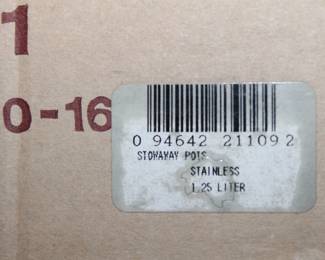 1
0-16
0 94642 21109 2
STOWAWAY POTS
STAINLESS
1.25 LITER